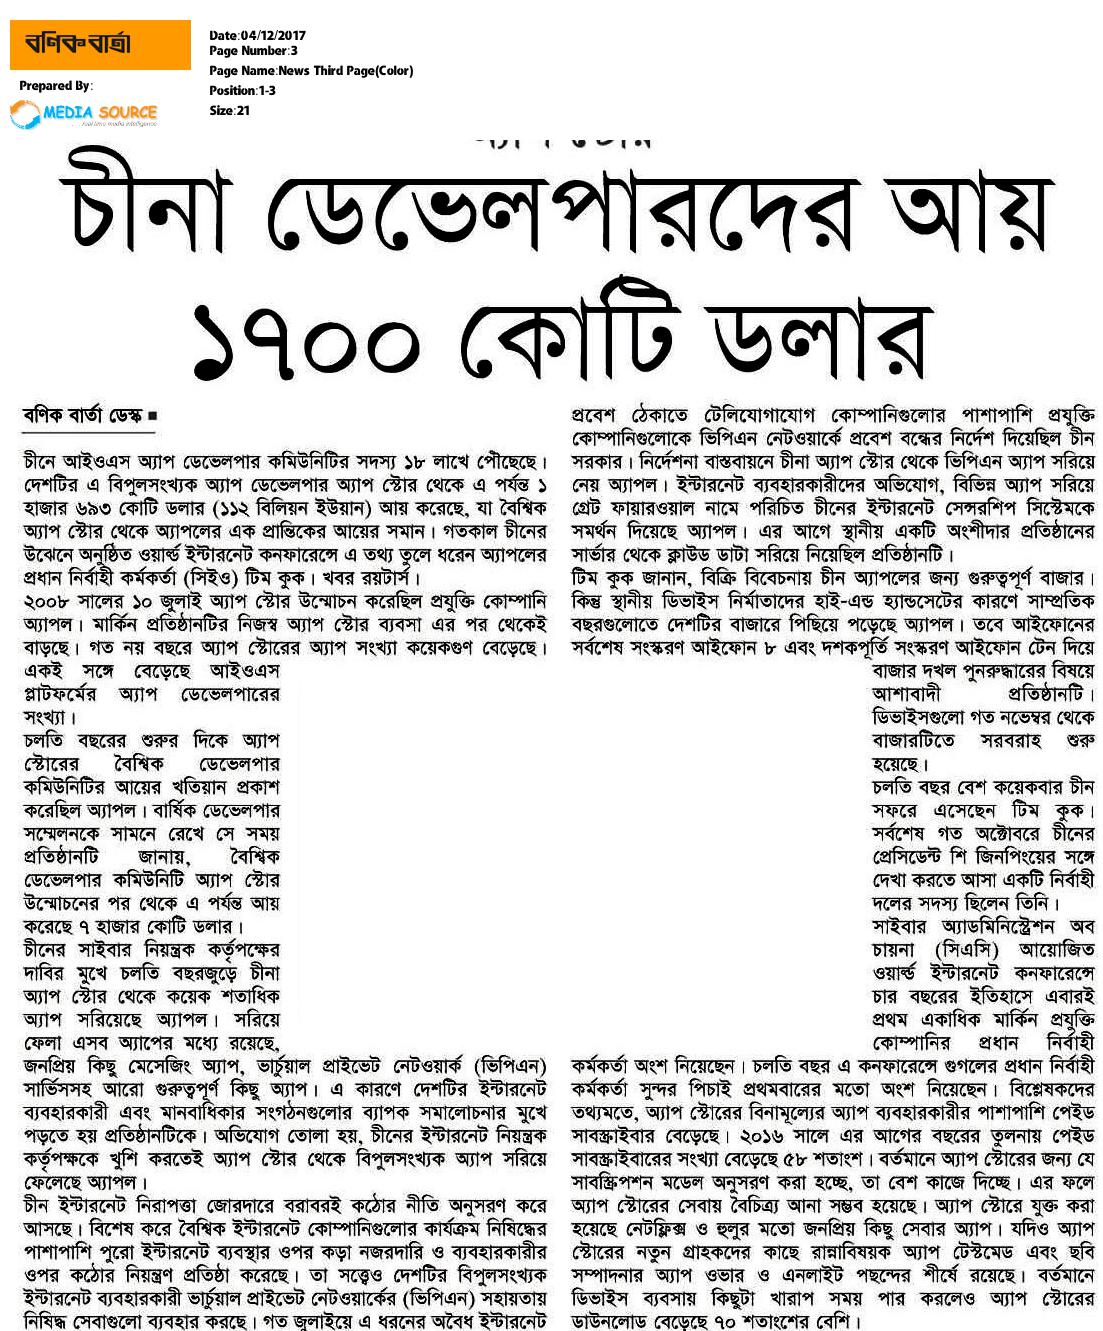 বণিক বার্তা
Date:04/12/2017
Page Number:3
Page Name:News Third Page(Color)
Position:1-3
Size:21
Prepared By:
MEDIA SOURCE
real time media intelligence
চীনা ডেভেলপারদের আয়
১৭০০ কোটি ডলার
বণিক বার্তা ডেস্ক ■
চীনে আইওএস অ্যাপ ডেভেলপার কমিউনিটির সদস্য ১৮ লাখে পৌঁছেছে।
দেশটির এ বিপুলসংখ্যক অ্যাপ ডেভেলপার অ্যাপ স্টোর থেকে এ পর্যন্ত ১
হাজার ৬৯৩ কোটি ডলার (১১২ বিলিয়ন ইউয়ান) আয় করেছে, যা বৈশ্বিক
অ্যাপ স্টোর থেকে অ্যাপলের এক প্রান্তিকের আয়ের সমান। গতকাল চীনের
উঝেনে অনুষ্ঠিত ওয়ার্ল্ড ইন্টারনেট কনফারেন্সে এ তথ্য তুলে ধরেন অ্যাপলের
প্রধান নির্বাহী কর্মকর্তা (সিইও) টিম কুক। খবর রয়টার্স।
২০০৮ সালের ১০ জুলাই অ্যাপ স্টোর উন্মোচন করেছিল প্রযুক্তি কোম্পানি
অ্যাপল। মার্কিন প্রতিষ্ঠানটির নিজস্ব অ্যাপ স্টোর ব্যবসা এর পর থেকেই
বাড়ছে। গত নয় বছরে অ্যাপ স্টোরের অ্যাপ সংখ্যা কয়েকগুণ বেড়েছে।
একই সঙ্গে বেড়েছে আইওএস
প্লাটফর্মের অ্যাপ ডেভেলপারের
সংখ্যা।
চলতি বছরের শুরুর দিকে অ্যাপ
স্টোরের বৈশ্বিক ডেভেলপার
কমিউনিটির আয়ের খতিয়ান প্রকাশ
করেছিল অ্যাপল। বার্ষিক ডেভেলপার
সম্মেলনকে সামনে রেখে সে সময়
প্রতিষ্ঠানটি জানায়, বৈশ্বিক
ডেভেলপার কমিউনিটি অ্যাপ স্টোর
উন্মোচনের পর থেকে এ পর্যন্ত আয়
করেছে ৭ হাজার কোটি ডলার।
চীনের সাইবার নিয়ন্ত্রক কর্তৃপক্ষের
দাবির মুখে চলতি বছরজুড়ে চীনা
অ্যাপ স্টোর থেকে কয়েক শতাধিক
অ্যাপ সরিয়েছে অ্যাপল। সরিয়ে
ফেলা এসব অ্যাপের মধ্যে রয়েছে,
জনপ্রিয় কিছু মেসেজিং অ্যাপ, ভার্চুয়াল প্রাইভেট নেটওয়ার্ক (ভিপিএন)
সার্ভিসসহ আরো গুরুত্বপূর্ণ কিছু অ্যাপ। এ কারণে দেশটির ইন্টারনেট
ব্যবহারকারী এবং মানবাধিকার সংগঠনগুলোর ব্যাপক সমালোচনার মুখে
পড়তে হয় প্রতিষ্ঠানটিকে। অভিযোগ তোলা হয়, চীনের ইন্টারনেট নিয়ন্ত্রক
কর্তৃপক্ষকে খুশি করতেই অ্যাপ স্টোর থেকে বিপুলসংখ্যক অ্যাপ সরিয়ে
ফেলেছে অ্যাপল।
চীন ইন্টারনেট নিরাপত্তা জোরদারে বরাবরই কঠোর নীতি অনুসরণ করে
আসছে। বিশেষ করে বৈশ্বিক ইন্টারনেট কোম্পানিগুলোর কার্যক্রম নিষিদ্ধের
পাশাপাশি পুরো ইন্টারনেট ব্যবস্থার ওপর কড়া নজরদারি ও ব্যবহারকারীর
ওপর কঠোর নিয়ন্ত্রণ প্রতিষ্ঠা করেছে। তা সত্ত্বেও দেশটির বিপুলসংখ্যক
ইন্টারনেট ব্যবহারকারী ভার্চুয়াল প্রাইভেট নেটওয়ার্কের (ভিপিএন) সহায়তায়
নিষিদ্ধ সেবাগুলো ব্যবহার করছে। গত জুলাইয়ে এ ধরনের অবৈধ ইন্টারনেট
প্রবেশ ঠেকাতে টেলিযোগাযোগ কোম্পানিগুলোর পাশাপাশি প্রযুক্তি
কোম্পানিগুলোকে ভিপিএন নেটওয়ার্কে প্রবেশ বন্ধের নির্দেশ দিয়েছিল চীন
সরকার। নির্দেশনা বাস্তবায়নে চীনা অ্যাপ স্টোর থেকে ভিপিএন অ্যাপ সরিয়ে
নেয় অ্যাপল। ইন্টারনেট ব্যবহারকারীদের অভিযোগ, বিভিন্ন অ্যাপ সরিয়ে
গ্রেট ফায়ারওয়াল নামে পরিচিত চীনের ইন্টারনেট সেন্সরশিপ সিস্টেমকে
সমর্থন দিয়েছে অ্যাপল। এর আগে স্থানীয় একটি অংশীদার প্রতিষ্ঠানের
সার্ভার থেকে ক্লাউড ডাটা সরিয়ে নিয়েছিল প্রতিষ্ঠানটি।
টিম কুক জানান, বিক্রি বিবেচনায় চীন অ্যাপলের জন্য গুরুত্বপূর্ণ বাজার।
কিন্তু স্থানীয় ডিভাইস নির্মাতাদের হাই-এন্ড হ্যান্ডসেটের কারণে সাম্প্রতিক
বছরগুলোতে দেশটির বাজারে পিছিয়ে পড়েছে অ্যাপল। তবে আইফোনের
সর্বশেষ সংস্করণ আইফোন ৮ এবং দশকপূর্তি সংস্করণ আইফোন টেন দিয়ে
বাজার দখল পুনরুদ্ধারের বিষয়ে
আশাবাদী প্রতিষ্ঠানটি।
ডিভাইসগুলো গত নভেম্বর থেকে
বাজারটিতে সরবরাহ শুরু
হয়েছে।
চলতি বছর বেশ কয়েকবার চীন
সফরে এসেছেন টিম কুক।
সর্বশেষ গত অক্টোবরে চীনের
প্রেসিডেন্ট শি জিনপিংয়ের সঙ্গে
দেখা করতে আসা একটি নির্বাহী
দলের সদস্য ছিলেন তিনি।
সাইবার অ্যাডমিনিস্ট্রেশন অব
চায়না (সিএসি) আয়োজিত
ওয়ার্ল্ড ইন্টারনেট কনফারেন্সে
চার বছরের ইতিহাসে এবারই
প্রথম একাধিক মার্কিন প্রযুক্তি
কোম্পানির প্রধান নির্বাহী
কর্মকর্তা অংশ নিয়েছেন। চলতি বছর এ কনফারেন্সে গুগলের প্রধান নির্বাহী
কর্মকর্তা সুন্দর পিচাই প্রথমবারের মতো অংশ নিয়েছেন। বিশ্লেষকদের
তথ্যমতে, অ্যাপ স্টোরের বিনামূল্যের অ্যাপ ব্যবহারকারীর পাশাপাশি পেইড
সাবস্ক্রাইবার বেড়েছে। ২০১৬ সালে এর আগের বছরের তুলনায় পেইড
সাবস্ক্রাইবারের সংখ্যা বেড়েছে ৫৮ শতাংশ। বর্তমানে অ্যাপ স্টোরের জন্য যে
সাবস্ক্রিপশন মডেল অনুসরণ করা হচ্ছে, তা বেশ কাজে দিচ্ছে। এর ফলে
অ্যাপ স্টোরের সেবায় বৈচিত্র্য আনা সম্ভব হয়েছে। অ্যাপ স্টোরে যুক্ত করা
হয়েছে নেটফ্লিক্স ও হুলুর মতো জনপ্রিয় কিছু সেবার অ্যাপ। যদিও অ্যাপ
স্টোরের নতুন গ্রাহকদের কাছে রান্নাবিষয়ক অ্যাপ টেস্টমেড এবং ছবি
সম্পাদনার অ্যাপ ওভার ও এনলাইট পছন্দের শীর্ষে রয়েছে। বর্তমানে
ডিভাইস ব্যবসায় কিছুটা খারাপ সময় পার করলেও অ্যাপ স্টোরের
ডাউনলোড বেড়েছে ৭০ শতাংশের বেশি।